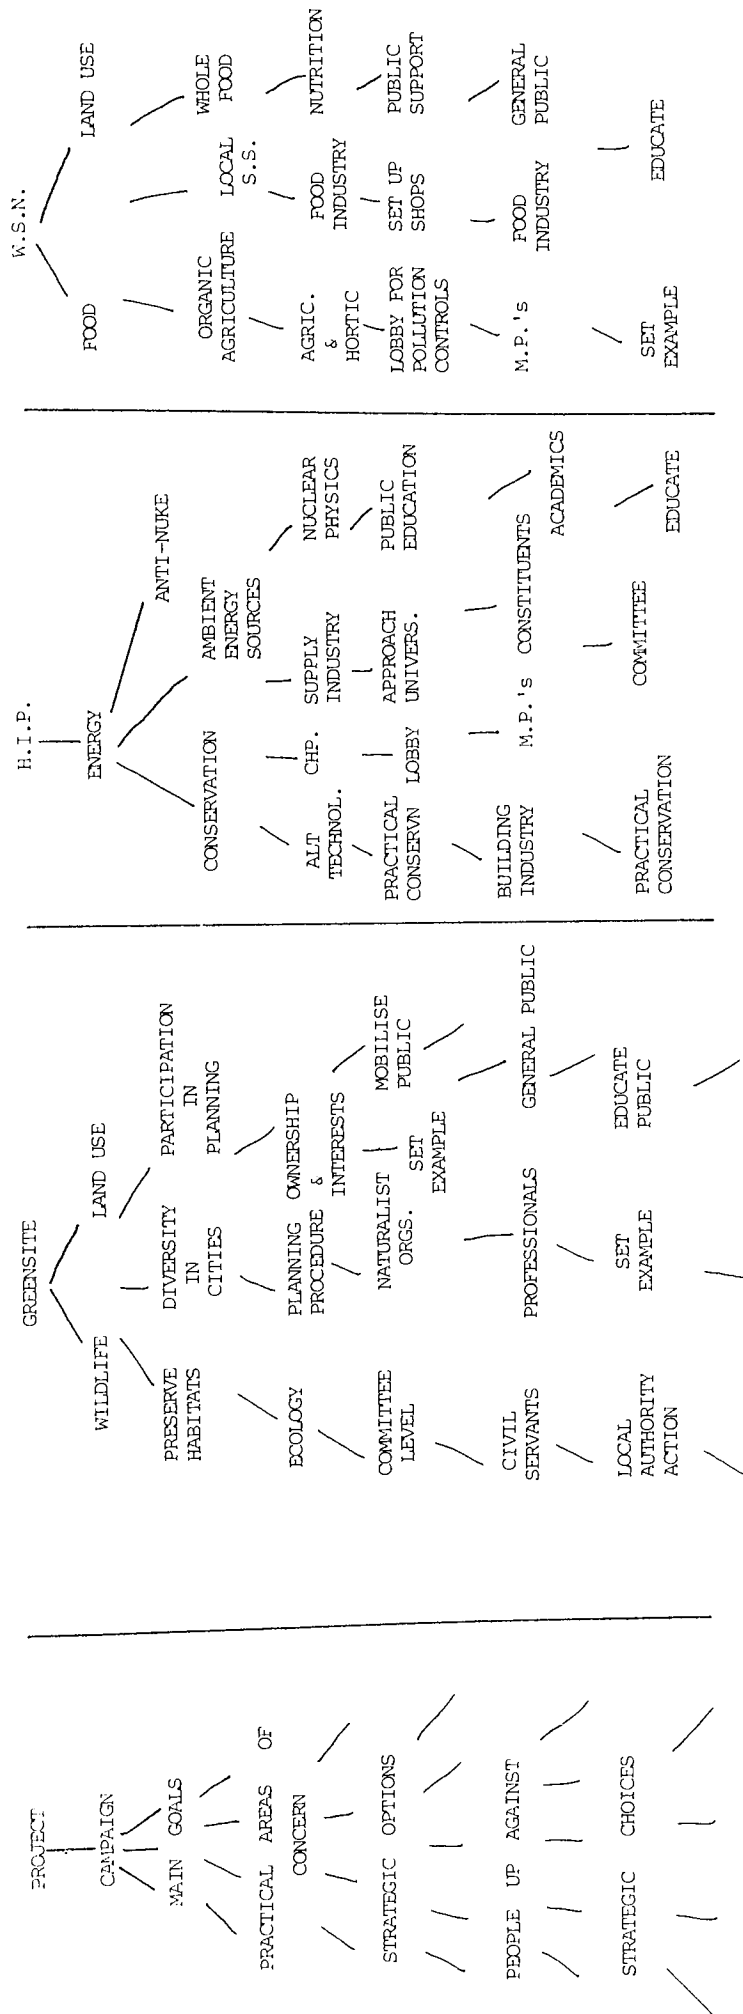 PROJECT
CAMPAIGN
MAIN GOALS
PRACTICAL AREAS OF
CONCERN
STRATEGIC OPTIONS
PEOPLE UP AGAINST
STRATEGIC CHOICES
GREENSITE
WILDLIFE
LAND USE
PRESERVE
HABITATS
DIVERSITY
IN
CITIES
PARTICIPATION
IN
PLANNING
ECOLOGY
PLANNING
PROCEDURE
OWNERSHIP
&
INTERESTS
COMMITTEE
LEVEL
NATURALIST
ORGS.
SET
EXAMPLE
MOBILISE
PUBLIC
CIVIL
SERVANTS
PROFESSIONALS
GENERAL PUBLIC
LOCAL
AUTHORITY
ACTION
SET
EXAMPLE
EDUCATE
PUBLIC
H.I.P.
ENERGY
ANTI-NUKE
CONSERVATION
AMBIENT
ENERGY
SOURCES
ALT
TECHNOL.
CHP.
SUPPLY
INDUSTRY
NUCLEAR
PHYSICS
PRACTICAL
CONSERVN
LOBBY
APPROACH
UNIVERS.
PUBLIC
EDUCATION
BUILDING
INDUSTRY
M.P.'s
CONSTITUENTS
ACADEMICS
PRACTICAL
CONSERVATION
COMMITTEE
EDUCATE
W.S.N.
FOOD
LAND USE
ORGANIC
AGRICULTURE
LOCAL
S.S.
WHOLE
FOOD
AGRIC.
&
HORTIC
FOOD
INDUSTRY
NUTRITION
LOBBY FOR
POLLUTION
CONTROLS
SET UP
SHOPS
PUBLIC
SUPPORT
M.P.'s
FOOD
INDUSTRY
GENERAL
PUBLIC
SET
EXAMPLE
EDUCATE